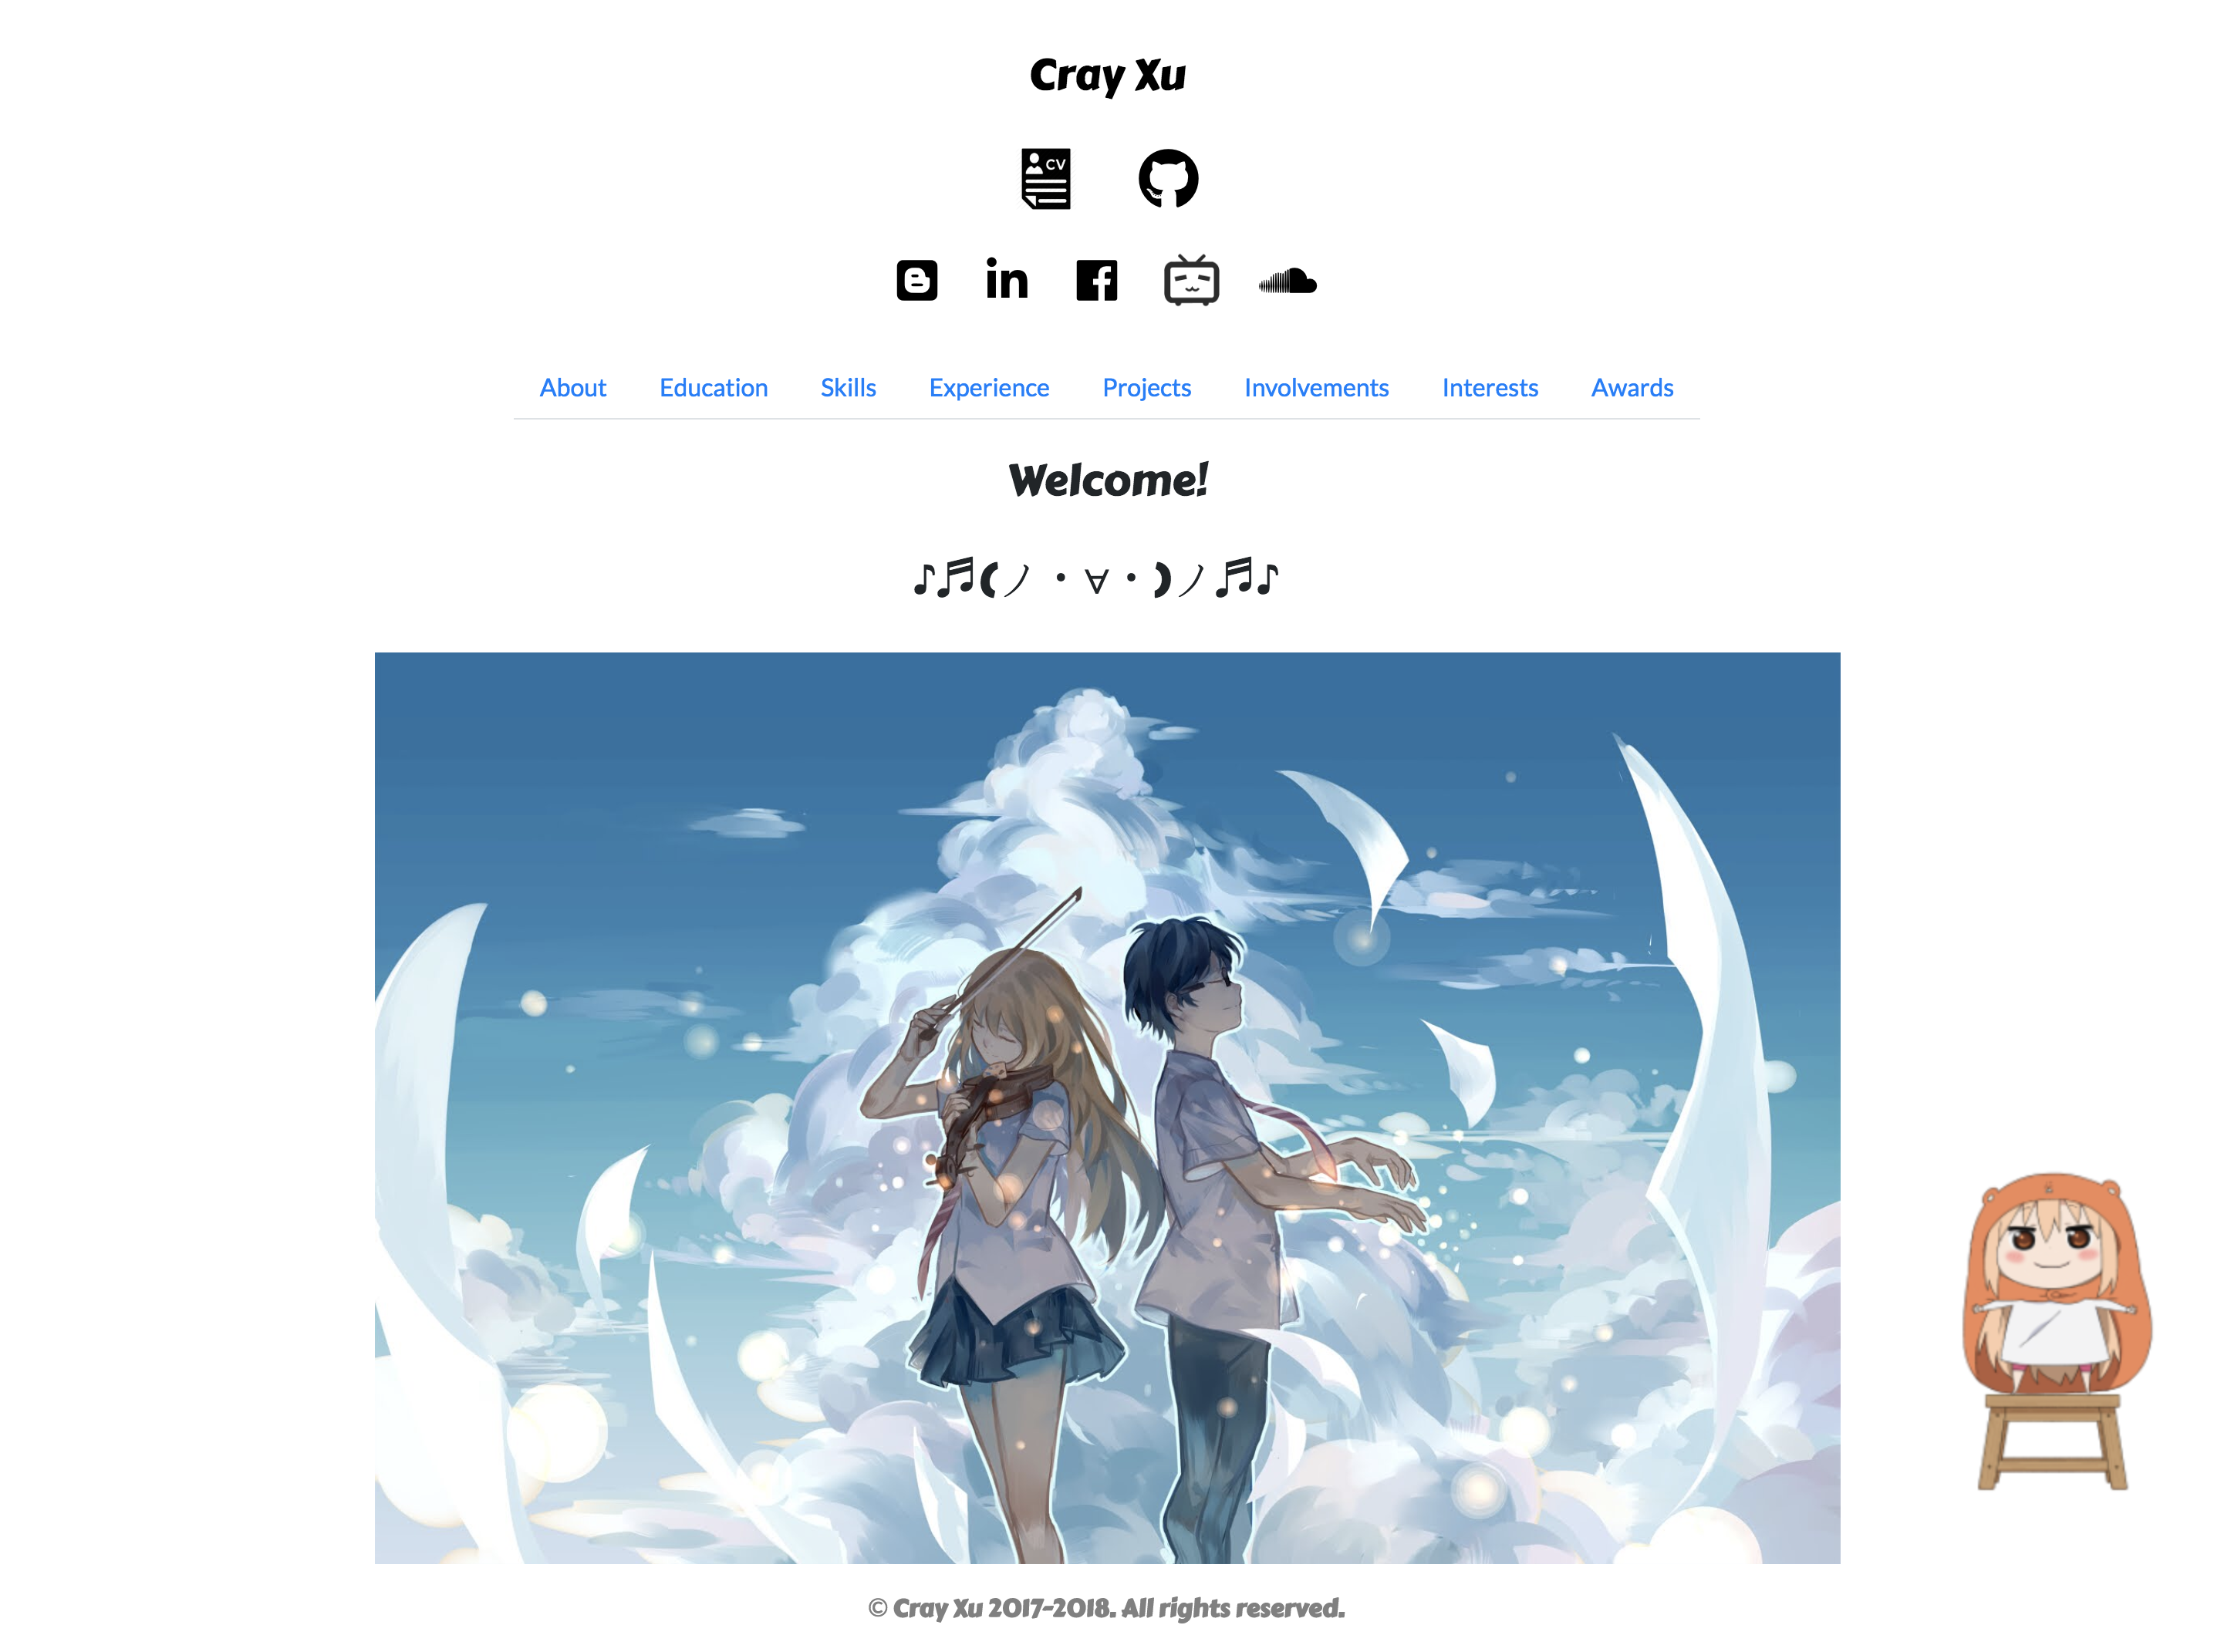 Cray Xu
CV
in
About Education Skills Experience Projects Involvements Interests Awards
Welcome!
♪♬(ノ・∀・)ノ♬♪
© Cray Xu 2017-2018. All rights reserved.